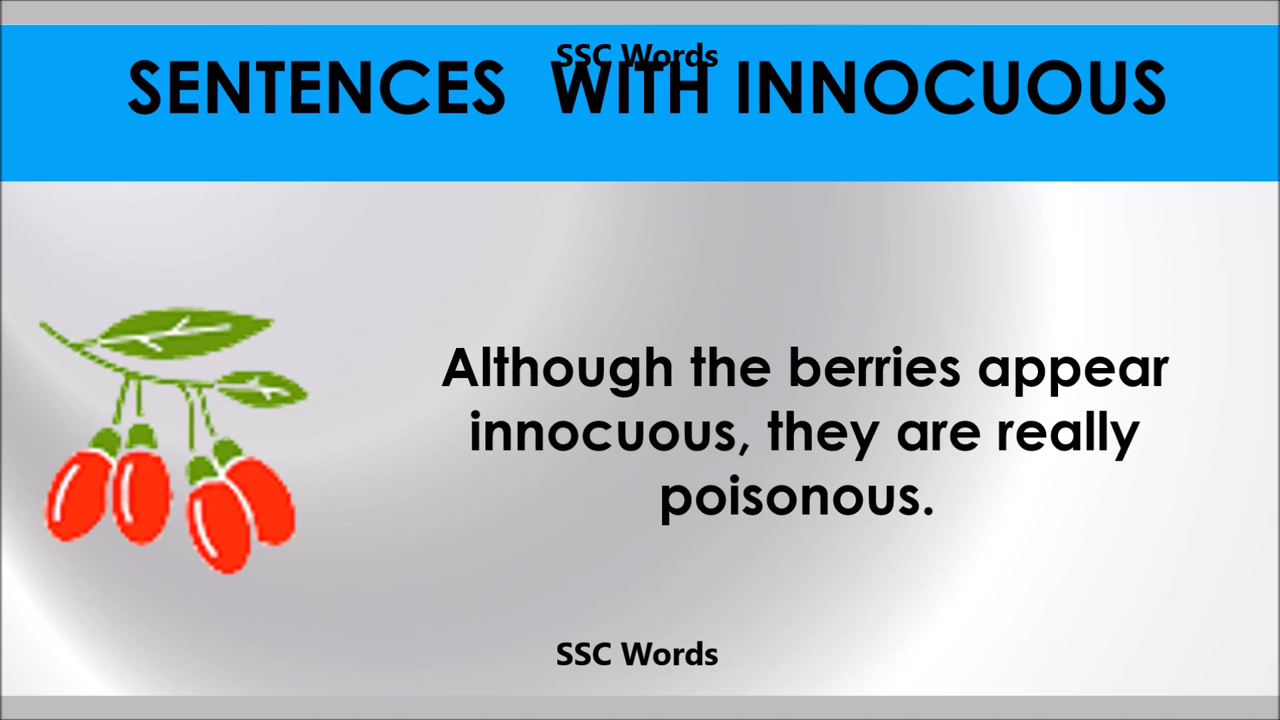 SSC Words
SENTENCES WITH INNOCUOUS
Although the berries appear
innocuous, they are really
poisonous.
SSC Words